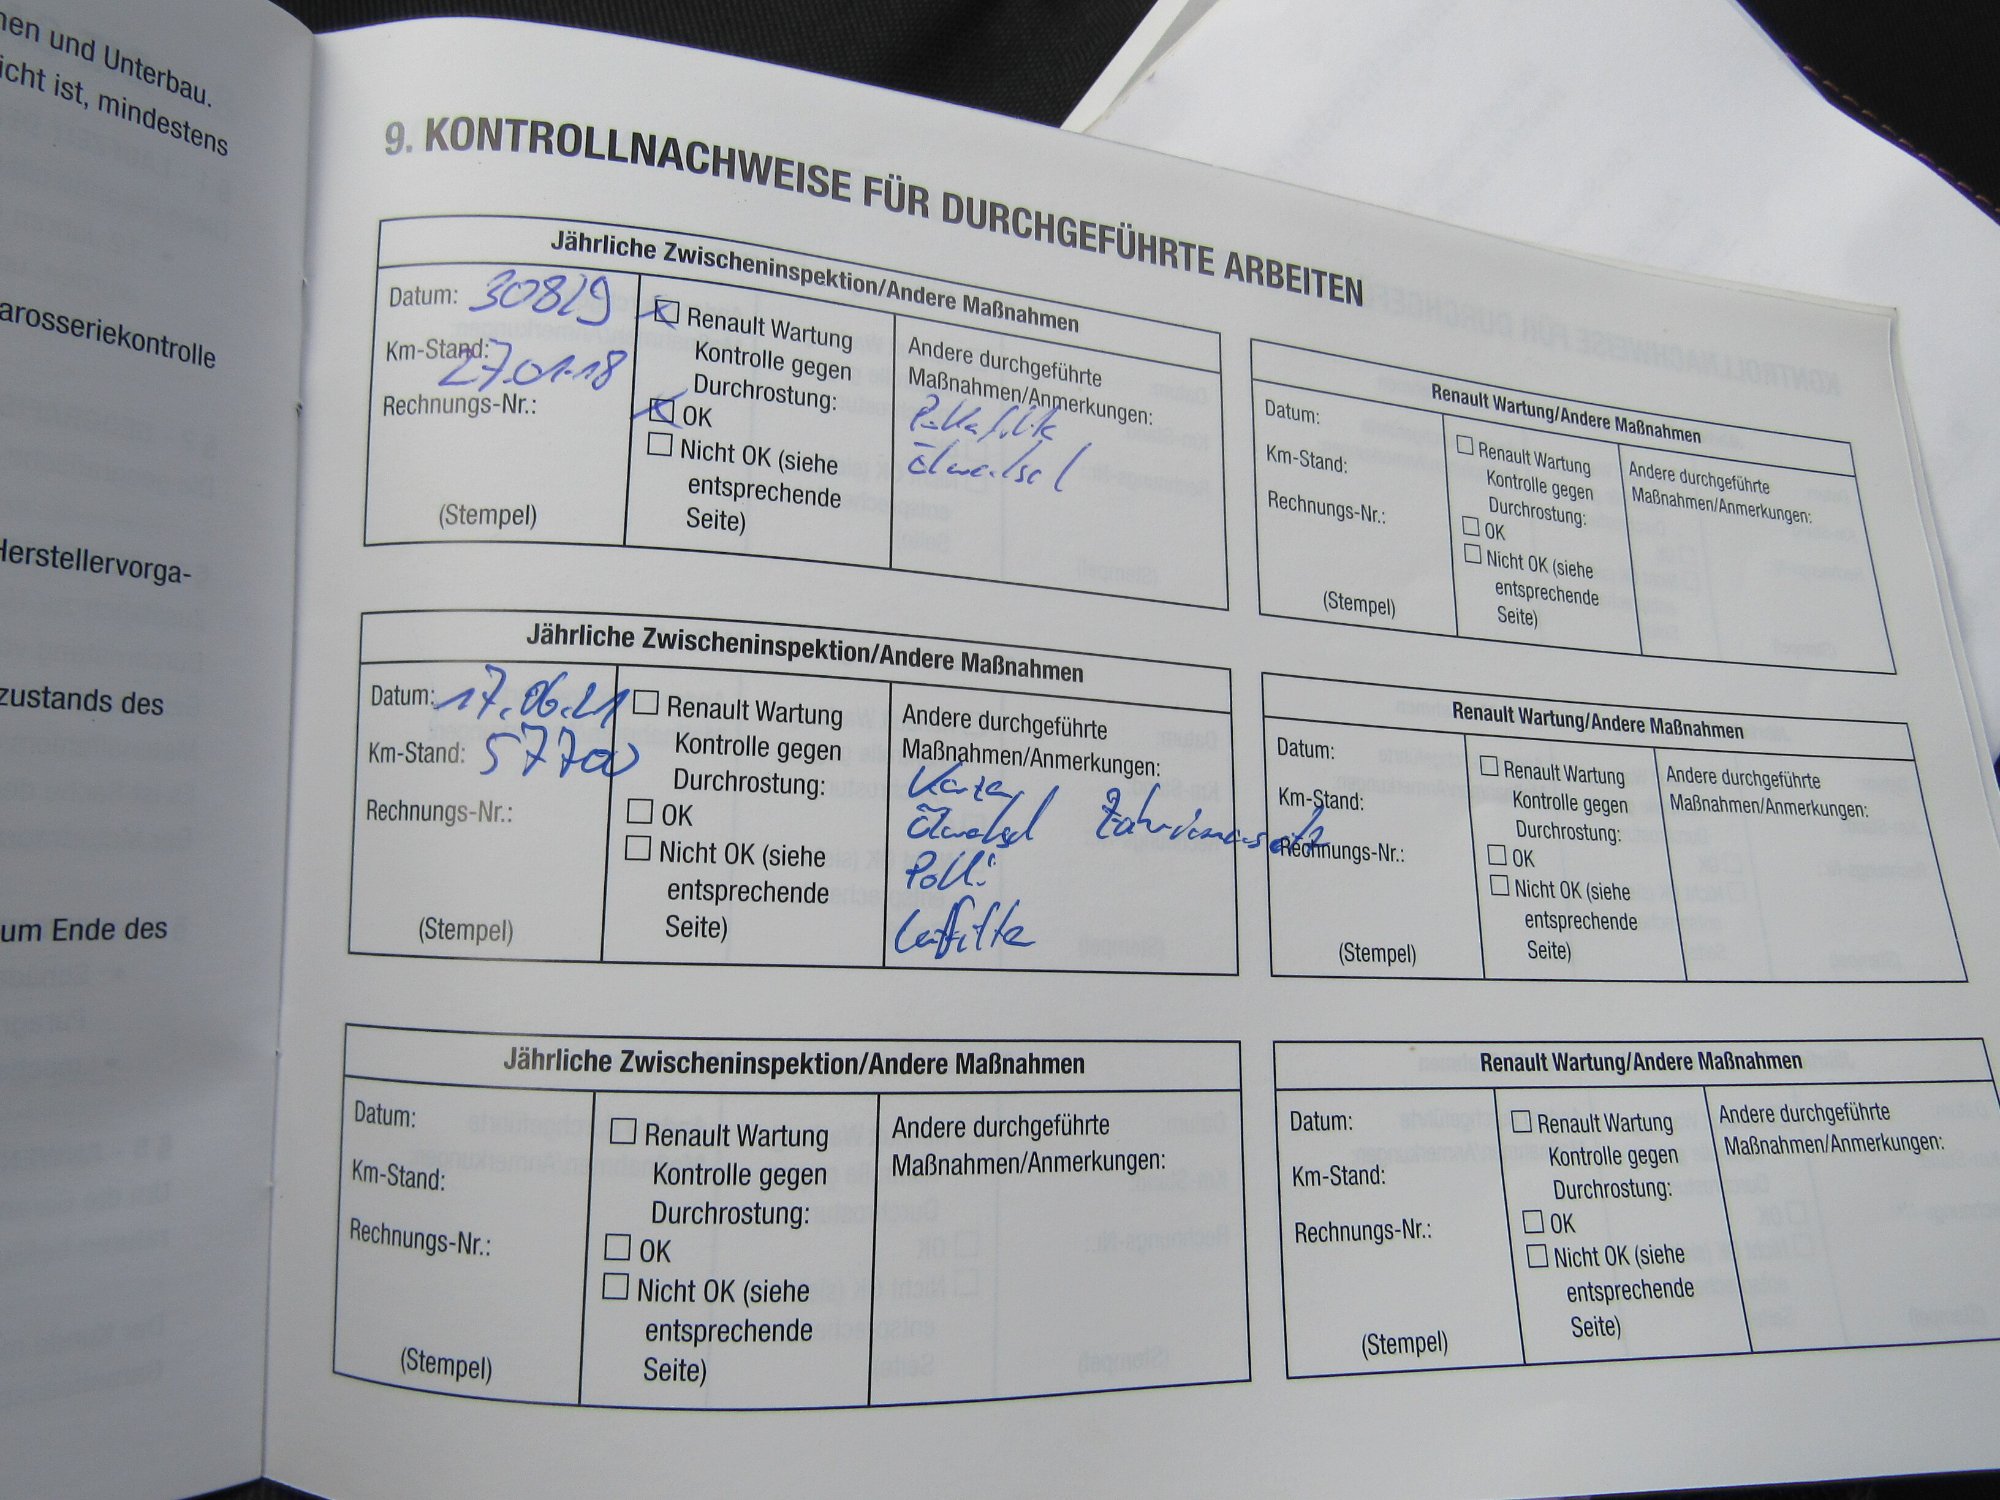 nen und Unterbau.
icht ist, mindestens
arosseriekontrolle
Herstellervorga-
zustands des
um Ende des
9. KONTROLLNACHWEISE FÜR DURCHGEFÜHRTE ARBEITEN
Jährliche Zwischeninspektion/Andere Maßnahmen
Datum: 30829
Km-Stand: 27.01.18
Rechnungs-Nr.:
(Stempel)
Renault Wartung
Kontrolle gegen
Durchrostung:
OK
Nicht OK (siehe
entsprechende
Seite)
Andere durchgeführte
Maßnahmen/Anmerkungen:
Ölwechsel
Renault Wartung/Andere Maßnahmen
Datum:
Km-Stand:
Rechnungs-Nr.:
(Stempel)
Renault Wartung
Kontrolle gegen
Durchrostung:
OK
Nicht OK (siehe
entsprechende
Seite)
Andere durchgeführte
Maßnahmen/Anmerkungen:
Jährliche Zwischeninspektion/Andere Maßnahmen
Datum: 17.06.21
Km-Stand: 57700
Rechnungs-Nr.:
(Stempel)
Renault Wartung
Kontrolle gegen
Durchrostung:
OK
Nicht OK (siehe
entsprechende
Seite)
Andere durchgeführte
Maßnahmen/Anmerkungen:
Kerzen
Ölwechsel Zahnriemensatz
Poll.
Luftfilter
Renault Wartung/Andere Maßnahmen
Datum:
Km-Stand:
Rechnungs-Nr.:
(Stempel)
Renault Wartung
Kontrolle gegen
Durchrostung:
OK
Nicht OK (siehe
entsprechende
Seite)
Andere durchgeführte
Maßnahmen/Anmerkungen:
Jährliche Zwischeninspektion/Andere Maßnahmen
Datum:
Km-Stand:
Rechnungs-Nr.:
(Stempel)
Renault Wartung
Kontrolle gegen
Durchrostung:
OK
Nicht OK (siehe
entsprechende
Seite)
Andere durchgeführte
Maßnahmen/Anmerkungen:
Renault Wartung/Andere Maßnahmen
Datum:
Km-Stand:
Rechnungs-Nr.:
(Stempel)
Renault Wartung
Kontrolle gegen
Durchrostung:
OK
Nicht OK (siehe
entsprechende
Seite)
Andere durchgeführte
Maßnahmen/Anmerkungen: